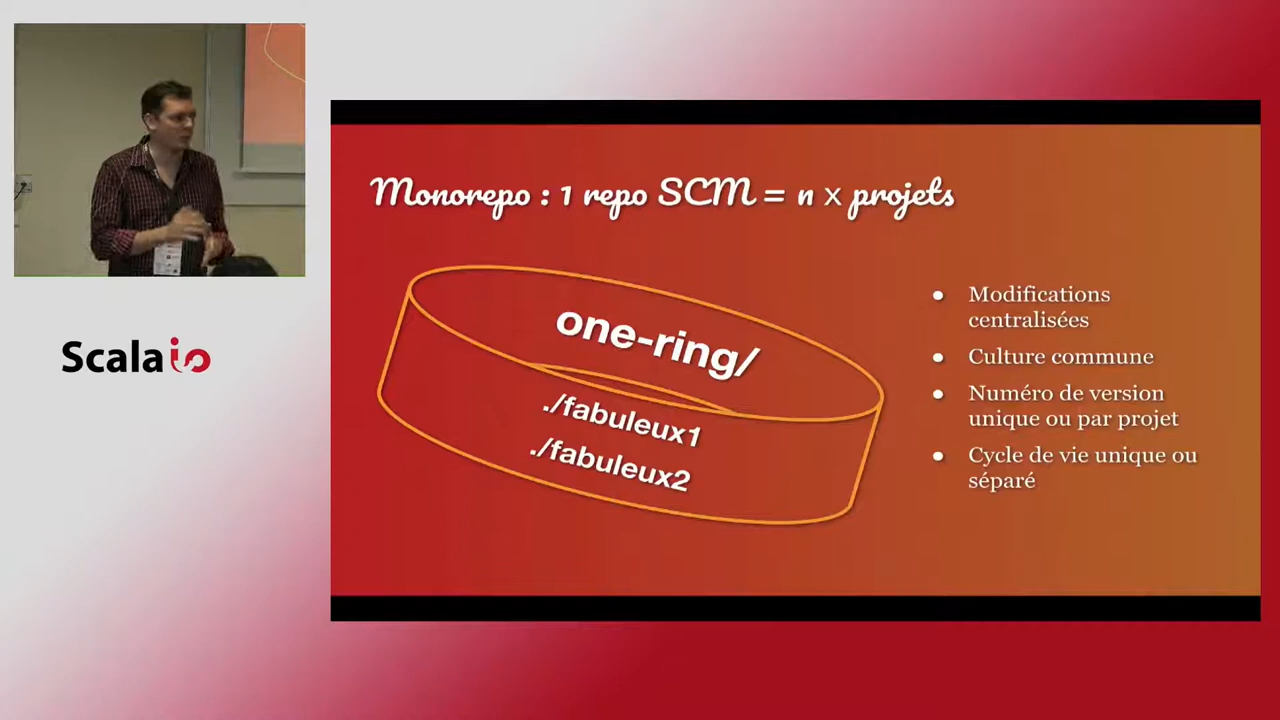 Monorepo : 1 repo SCM = n x projets
one-ring/
./fabuleux1
./fabuleux2
● Modifications
centralisées
● Culture commune
● Numéro de version
unique ou par projet
● Cycle de vie unique ou
séparé
Scala io